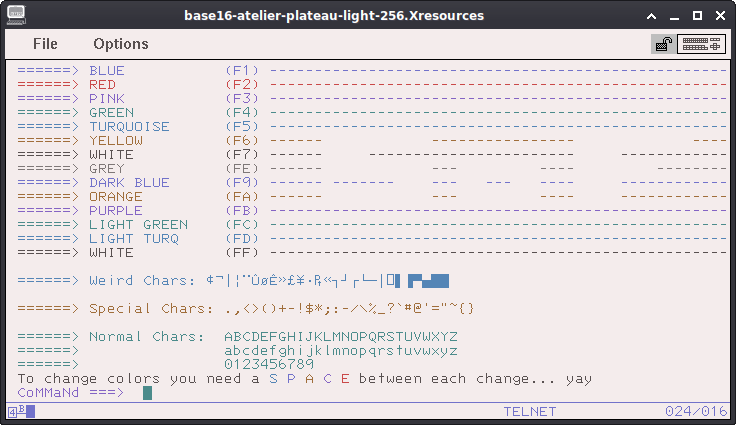 base16-atelier-plateau-light-256.Xresources
File Options
======> BLUE (F1) ---------------------------------------------------
======> RED (F2) ---------------------------------------------------
======> PINK (F3) ---------------------------------------------------
======> GREEN (F4) ---------------------------------------------------
======> TURQUOISE (F5) ---------------------------------------------------
======> YELLOW (F6) ------ ---------------- ----
======> WHITE (F7) ------ ---------------- ------------
======> GREY (FE) ------ --- ------------
======> DARK BLUE (F9) ------ ------- --- --- ----- ------------
======> ORANGE (FA) ------ --- --- ----
======> PURPLE (FB) ---------------------------------------------------
======> LIGHT GREEN (FC) ---------------------------------------------------
======> LIGHT TURQ (FD) ---------------------------------------------------
======> WHITE (FF) ---------------------------------------------------
======> Weird Chars: ¢¬|¦¨ÛøÊ»£¥·₧«┐┘┌└─│
======> Special Chars: .,<>()+-!$*;:-/\%_?`#@'="~{}
======> Normal Chars: ABCDEFGHIJKLMNOPQRSTUVWXYZ
======> abcdefghijklmnopqrstuvwxyz
======> 0123456789
To change colors you need a S P A C E between each change... yay
CoMMaNd ===>
4B TELNET 024/016